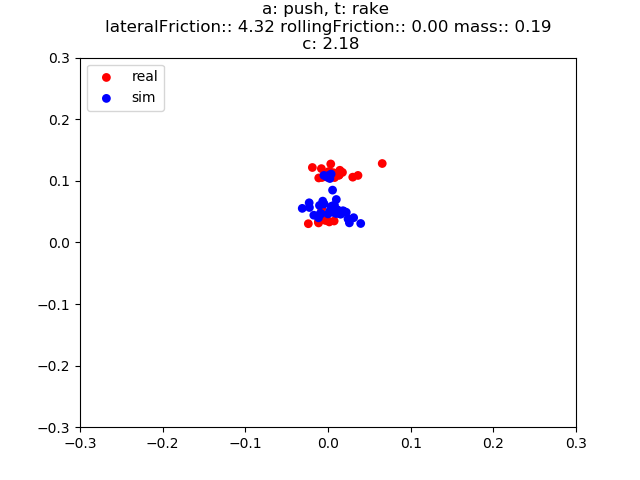 a: push, t: rake
lateralFriction:: 4.32 rollingFriction:: 0.00 mass:: 0.19
c: 2.18
real
sim
0.3
0.2
0.1
0.0
−0.1
−0.2
−0.3
−0.3 −0.2 −0.1 0.0 0.1 0.2 0.3